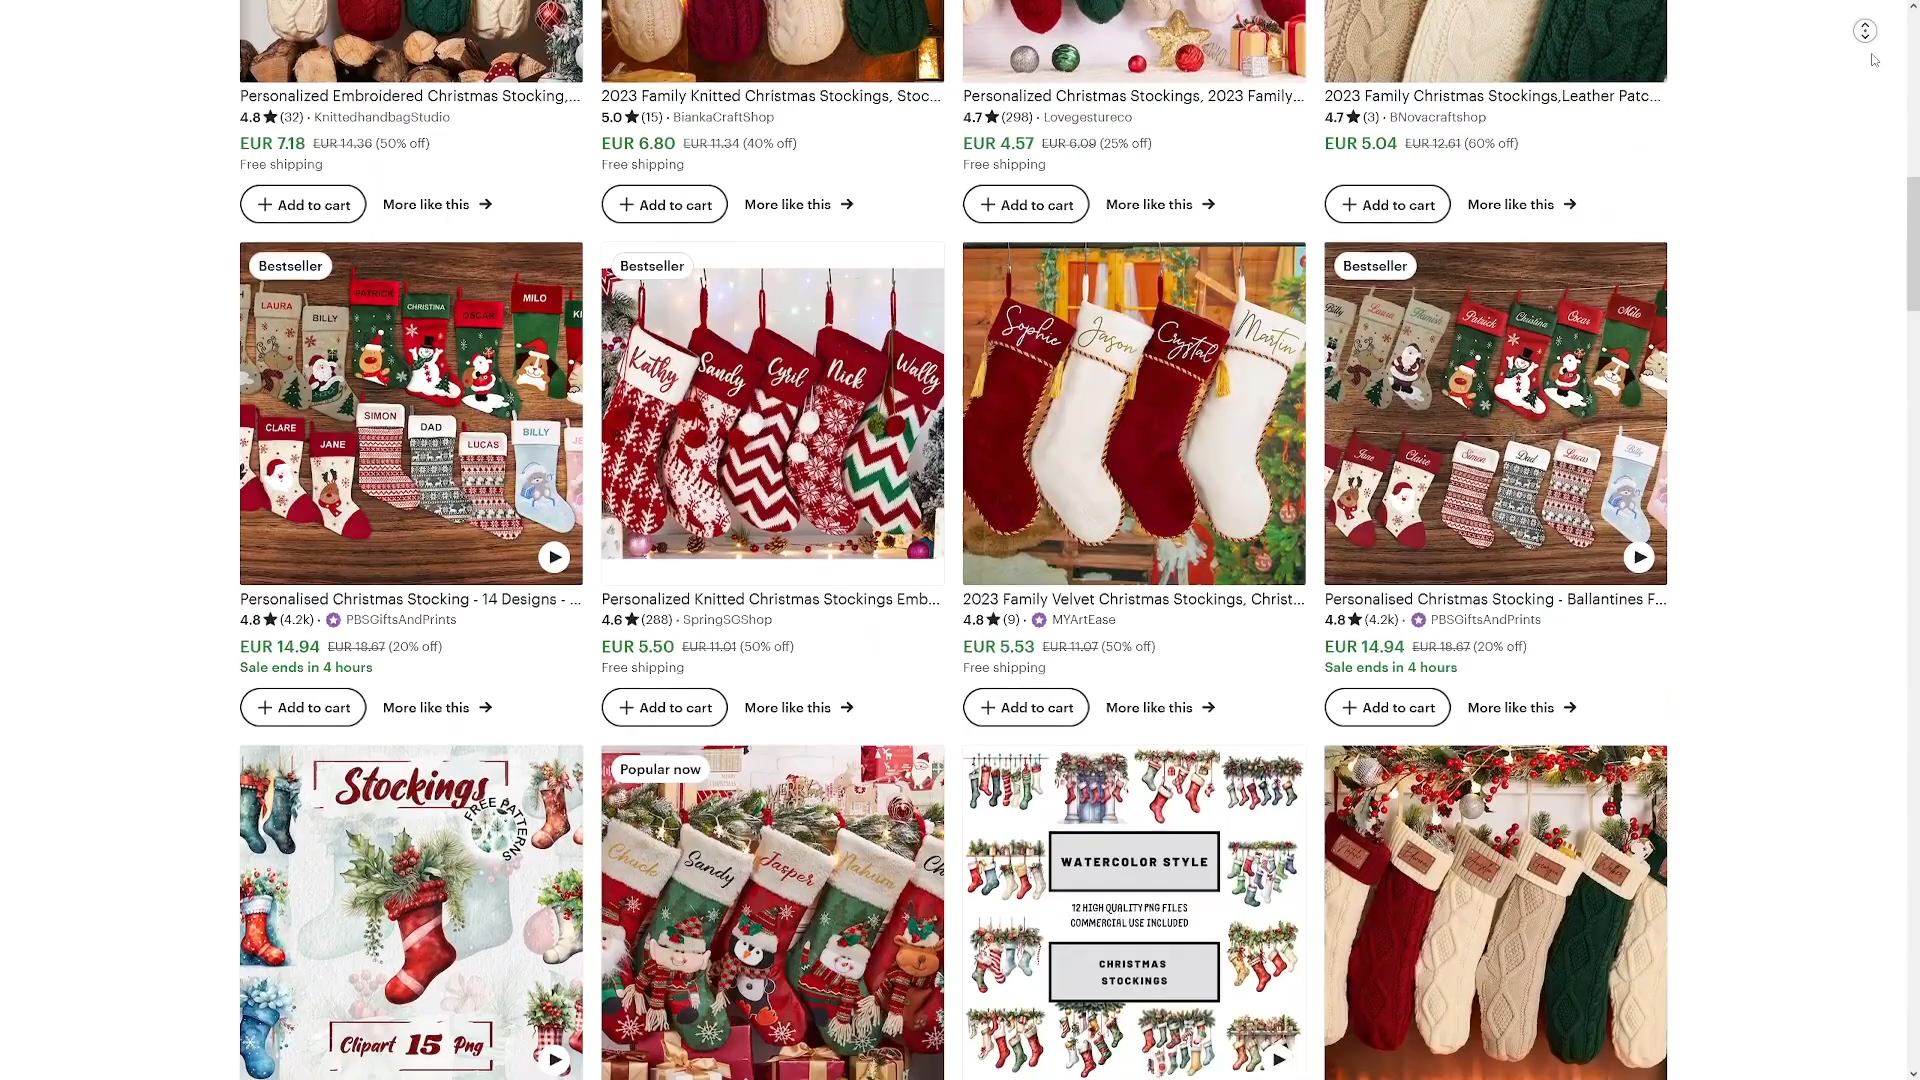 Personalized Embroidered Christmas Stocking,...
4.8 ★ (32) · KnittedhandbagStudio
EUR 7.18 EUR 14.36 (50% off)
Free shipping
+ Add to cart More like this →
2023 Family Knitted Christmas Stockings, Stoc...
5.0 ★ (15) · BiankaCraftShop
EUR 6.80 EUR 11.34 (40% off)
Free shipping
+ Add to cart More like this →
Personalized Christmas Stockings, 2023 Family...
4.7 ★ (298) · Lovegestureco
EUR 4.57 EUR 6.09 (25% off)
Free shipping
+ Add to cart More like this →
2023 Family Christmas Stockings,Leather Patc...
4.7 ★ (3) · BNovacraftshop
EUR 5.04 EUR 12.61 (60% off)
+ Add to cart More like this →
Bestseller
LAURA
BILLY
PATRICK
CHRISTINA
OSCAR
MILO
CLARE
JANE
SIMON
DAD
LUCAS
BILLY
Personalised Christmas Stocking - 14 Designs - ...
4.8 ★ (4.2k) · PBSGiftsAndPrints
EUR 14.94 EUR 18.67 (20% off)
Sale ends in 4 hours
+ Add to cart More like this →
Bestseller
Kathy
Sandy
Cyril
Nick
Wally
Personalized Knitted Christmas Stockings Emb...
4.6 ★ (288) · SpringSGShop
EUR 5.50 EUR 11.01 (50% off)
Free shipping
+ Add to cart More like this →
Sophie
Jason
Crystal
Martin
2023 Family Velvet Christmas Stockings, Christ...
4.8 ★ (9) · MYArtEase
EUR 5.53 EUR 11.07 (50% off)
Free shipping
+ Add to cart More like this →
Bestseller
Billy
Laura
Hamish
Patrick
Christina
Oscar
Milo
Jane
Claire
Simon
Dad
Lucas
Billy
Personalised Christmas Stocking - Ballantines F...
4.8 ★ (4.2k) · PBSGiftsAndPrints
EUR 14.94 EUR 18.67 (20% off)
Sale ends in 4 hours
+ Add to cart More like this →
Stockings
FREE PATTERNS
Clipart 15 Png
Popular now
Chuck
Sandy
Jasper
Nahum
WATERCOLOR STYLE
12 HIGH QUALITY PNG FILES
COMMERCIAL USE INCLUDED
CHRISTMAS
STOCKINGS